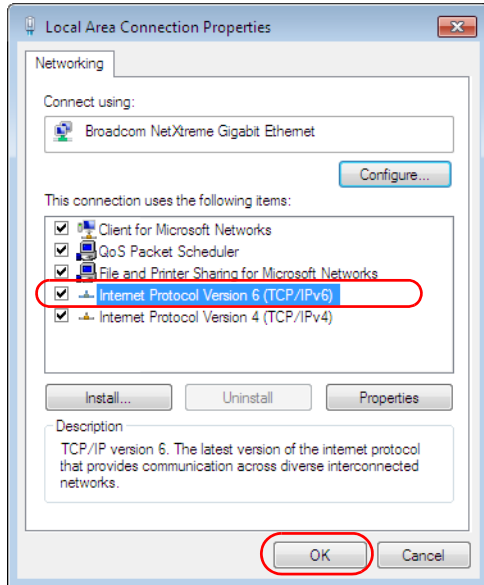 Local Area Connection Properties
Networking
Connect using:
Broadcom NetXtreme Gigabit Ethernet
Configure...
This connection uses the following items:
Client for Microsoft Networks
QoS Packet Scheduler
File and Printer Sharing for Microsoft Networks
Internet Protocol Version 6 (TCP/IPv6)
Internet Protocol Version 4 (TCP/IPv4)
Install...
Uninstall
Properties
Description
TCP/IP version 6. The latest version of the internet protocol
that provides communication across diverse interconnected
networks.
OK
Cancel